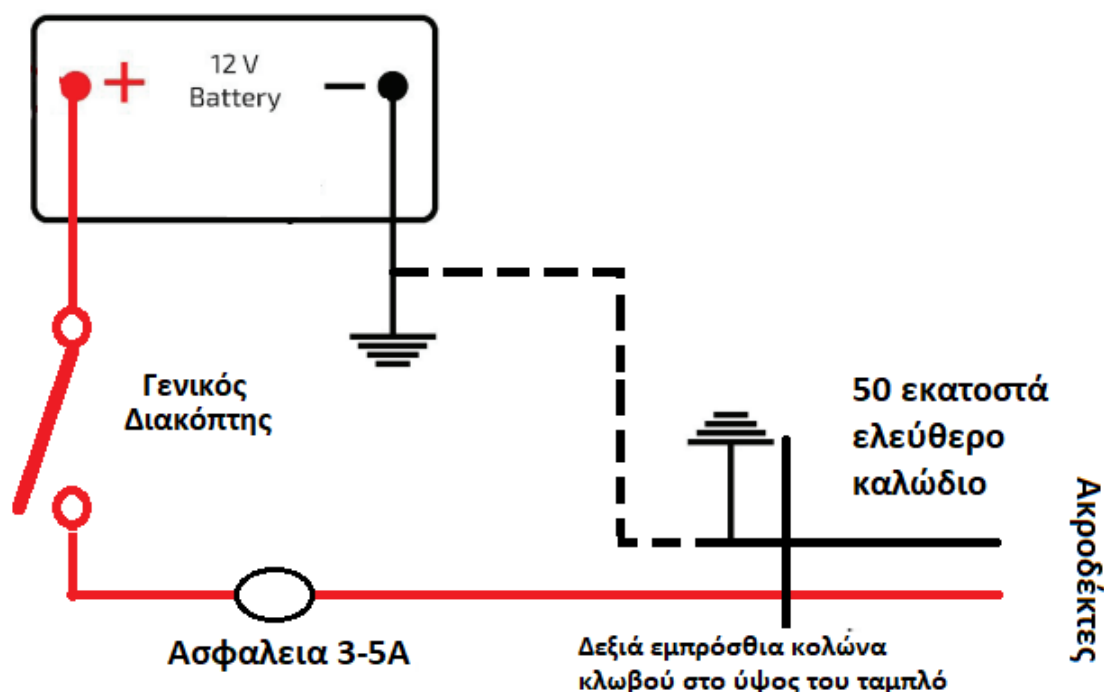 12 V
Battery
Γενικός
Διακόπτης
50 εκατοστά
ελεύθερο
καλώδιο
Ακροδέκτες
Ασφαλεια 3-5Α
Δεξιά εμπρόσθια κολώνα
κλωβού στο ύψος του ταμπλό